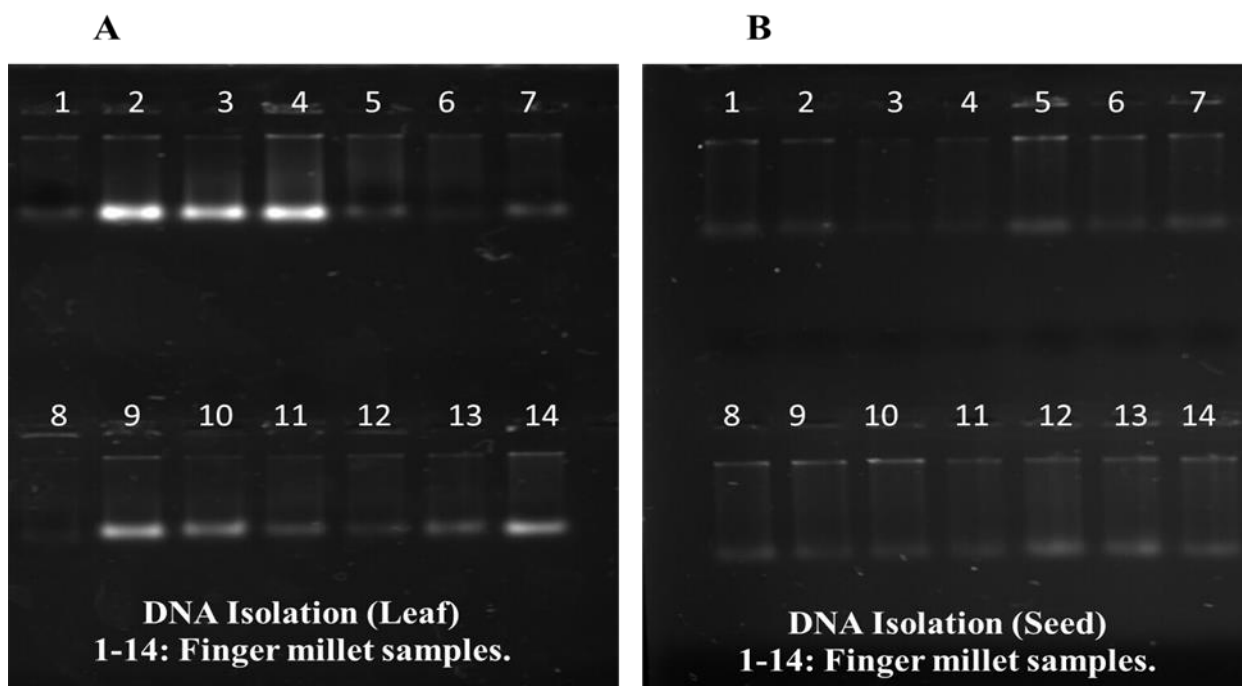 A
B
1 2 3 4 5 6 7
8 9 10 11 12 13 14
DNA Isolation (Leaf)
1-14: Finger millet samples.
1 2 3 4 5 6 7
8 9 10 11 12 13 14
DNA Isolation (Seed)
1-14: Finger millet samples.